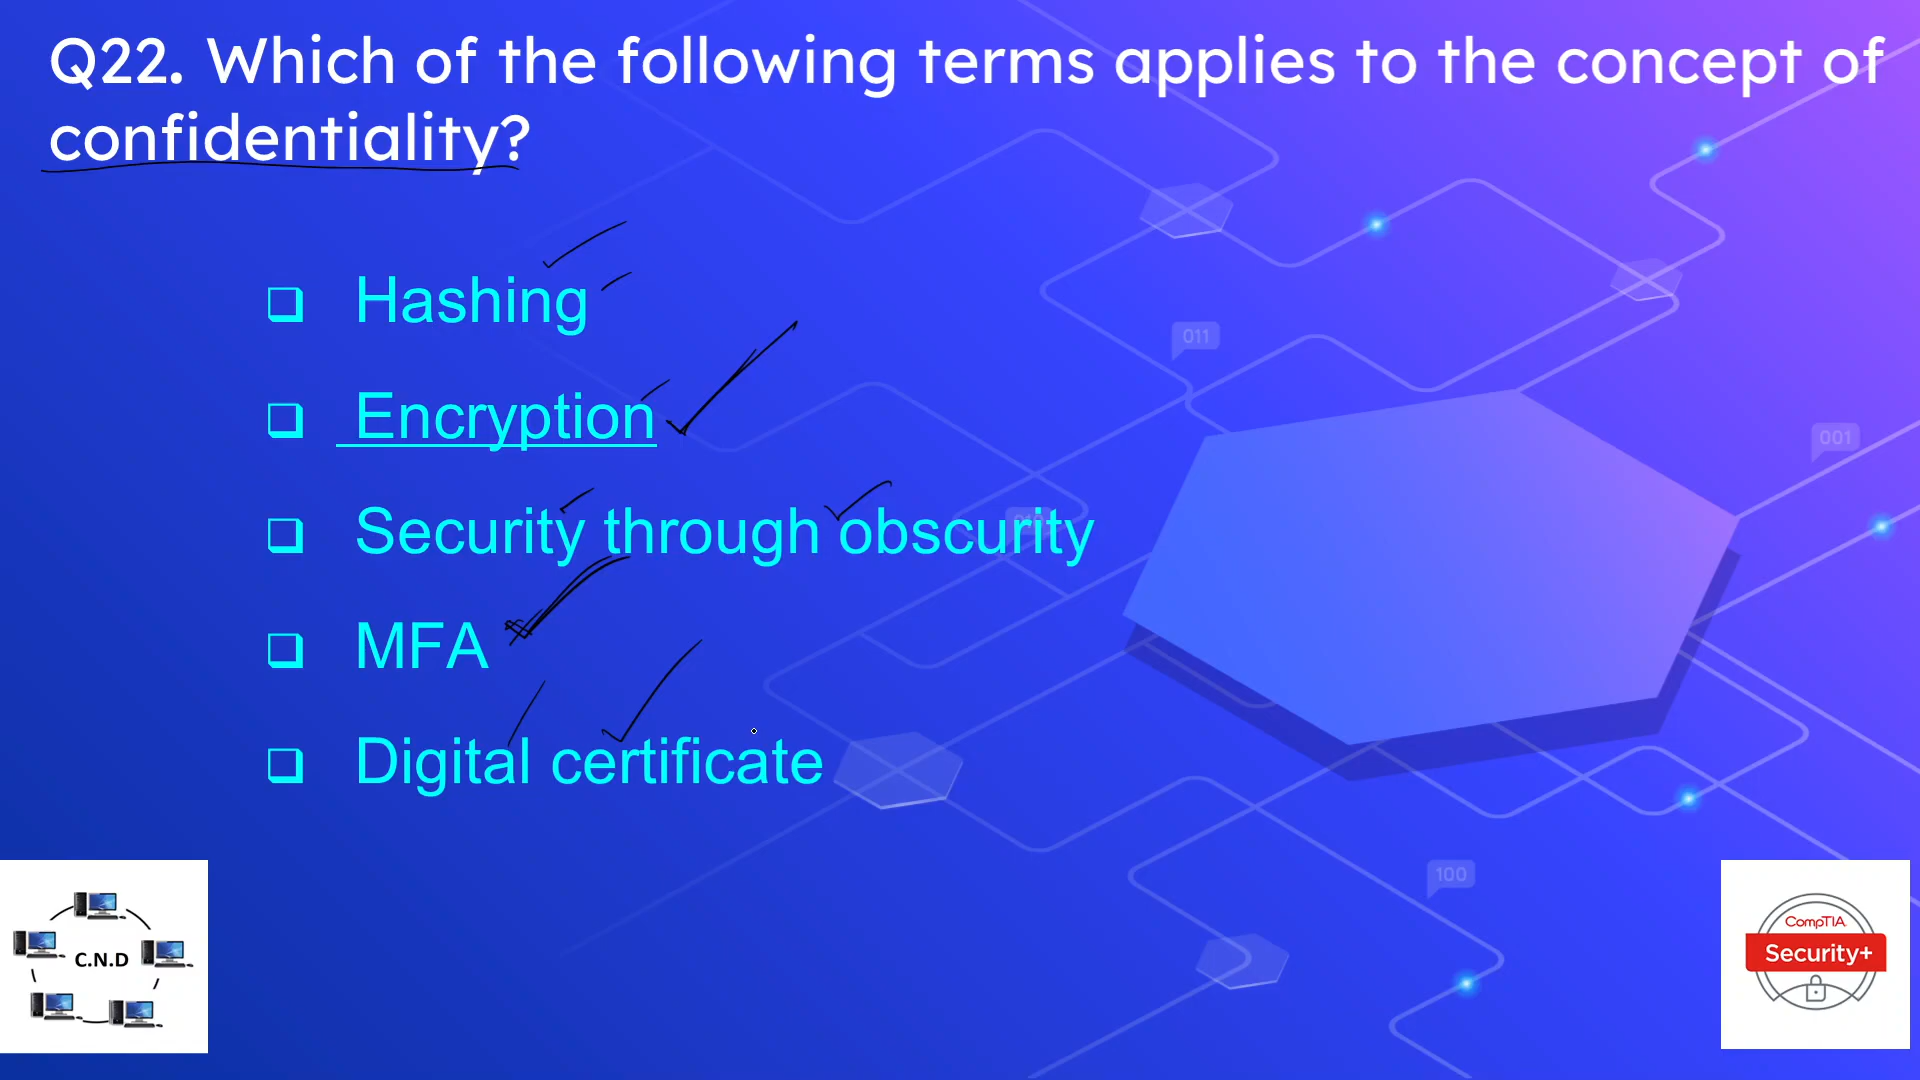 Q22. Which of the following terms applies to the concept of
confidentiality?
011
Hashing
Encryption
001
010
Security through obscurity
MFA
Digital certificate
100
C.N.D
CompTIA
Security+